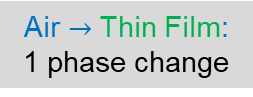 Air → Thin Film:
1 phase change